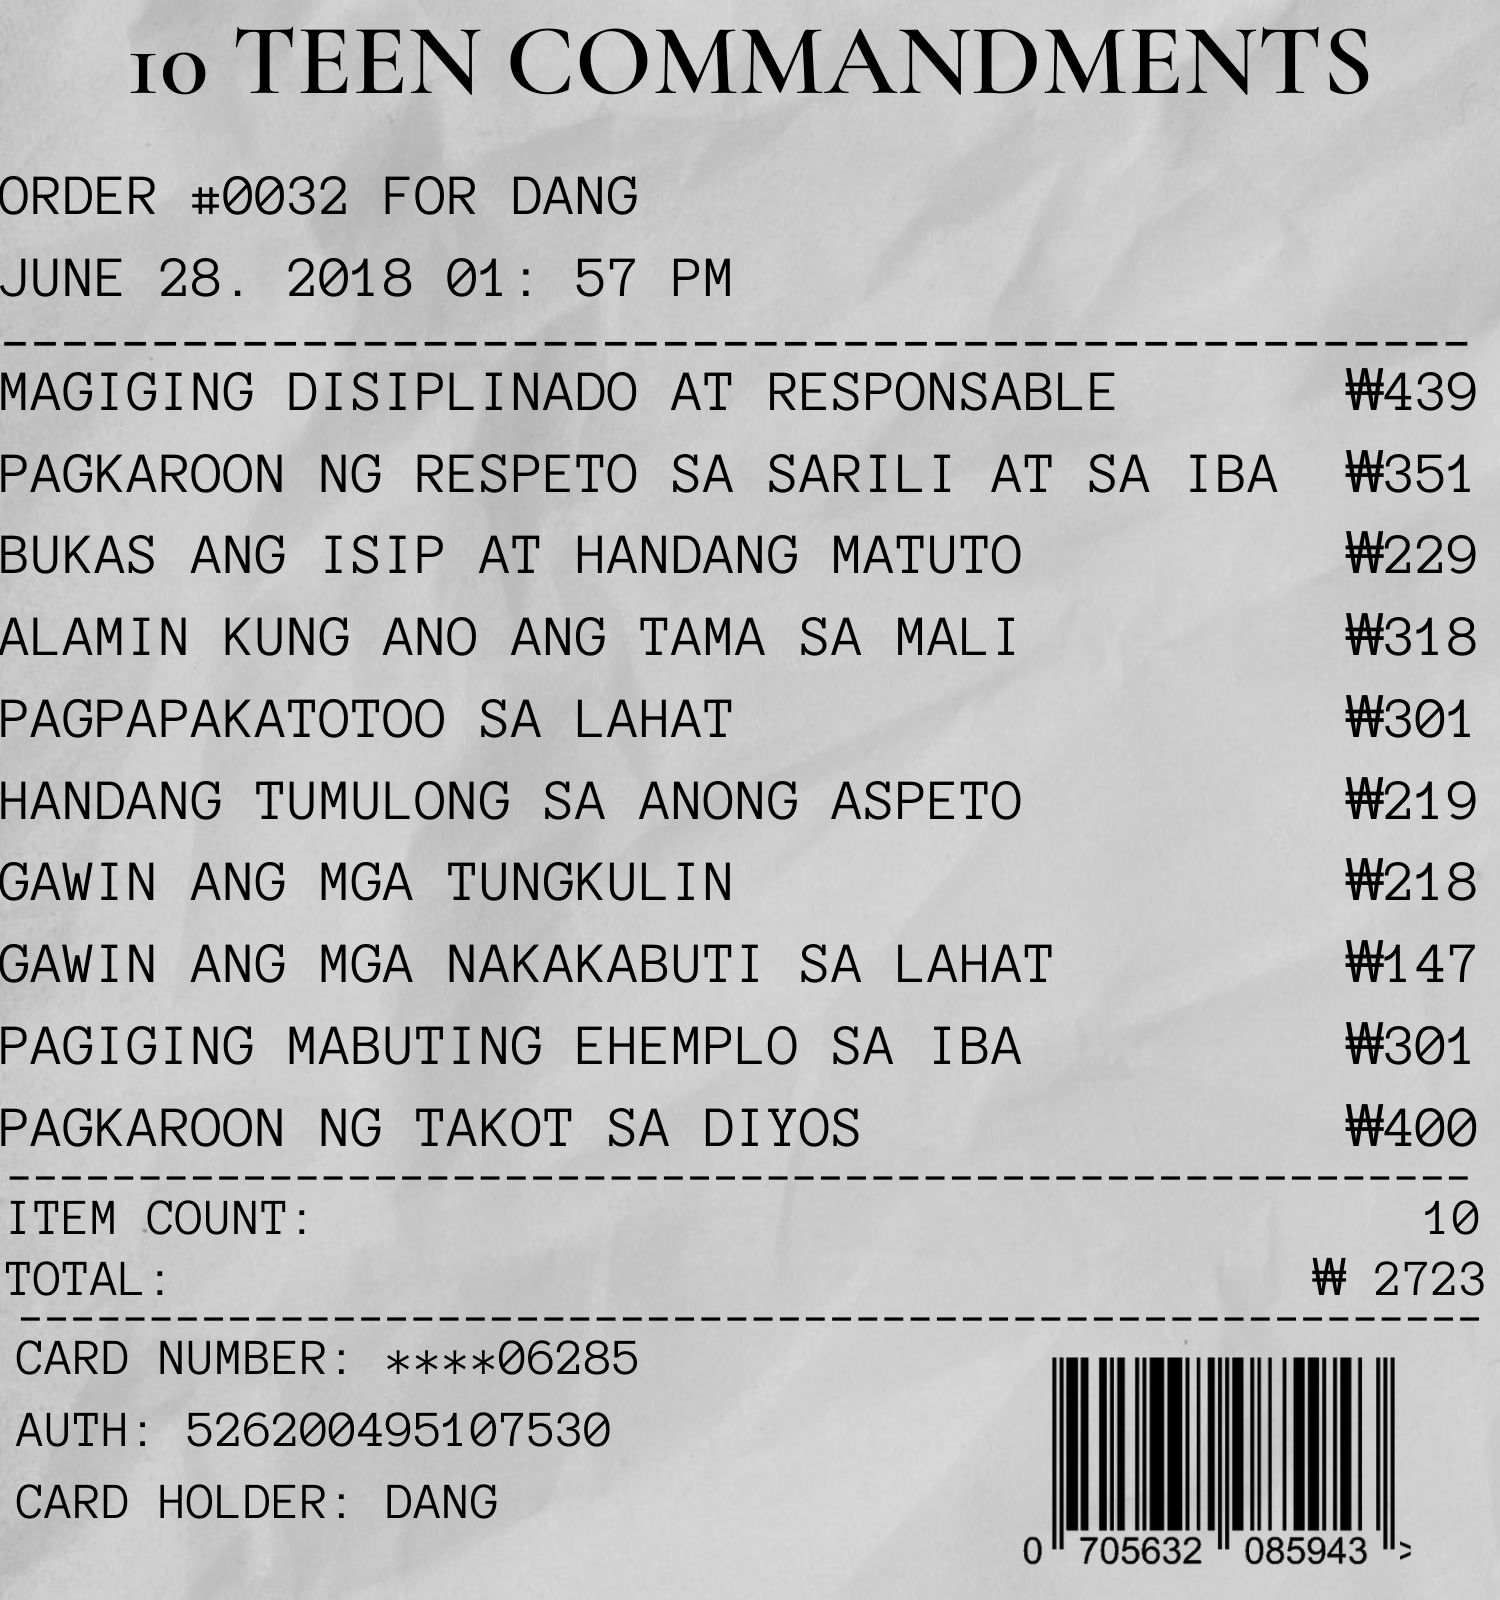 10 TEEN COMMANDMENTS
ORDER #0032 FOR DANG
JUNE 28. 2018 01: 57 PM
MAGIGING DISIPLINADO AT RESPONSABLE ₩439
PAGKAROON NG RESPETO SA SARILI AT SA IBA ₩351
BUKAS ANG ISIP AT HANDANG MATUTO ₩229
ALAMIN KUNG ANO ANG TAMA SA MALI ₩318
PAGPAPAKATOTOO SA LAHAT ₩301
HANDANG TUMULONG SA ANONG ASPETO ₩219
GAWIN ANG MGA TUNGKULIN ₩218
GAWIN ANG MGA NAKAKABUTI SA LAHAT ₩147
PAGIGING MABUTING EHEMPLO SA IBA ₩301
PAGKAROON NG TAKOT SA DIYOS ₩400
ITEM COUNT: 10
TOTAL: ₩ 2723
CARD NUMBER: ****06285
AUTH: 526200495107530
CARD HOLDER: DANG
0 705632 085943 >